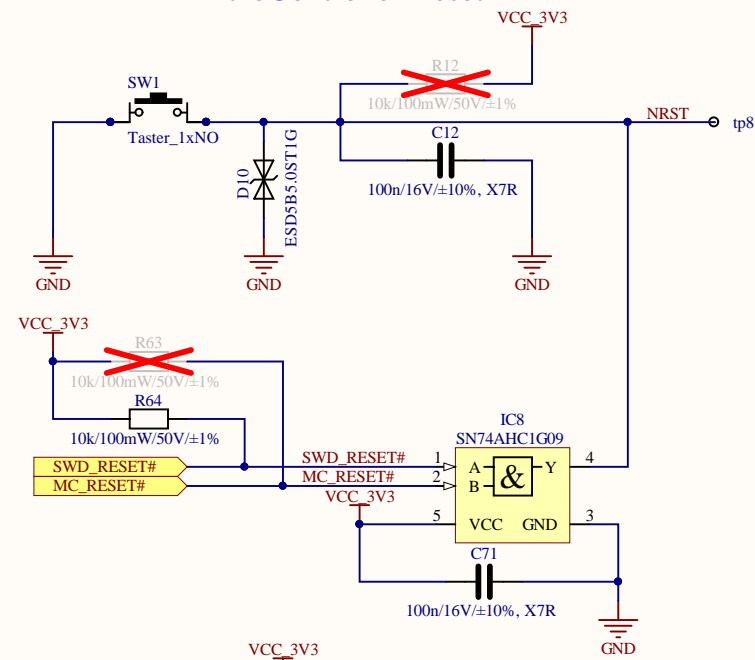 VCC_3V3
R12
10k/100mW/50V/±1%
SW1
Taster_1xNO
NRST
tp8
C12
100n/16V/±10%, X7R
D10
ESD5B5.0ST1G
GND
GND
GND
VCC_3V3
R63
10k/100mW/50V/±1%
R64
10k/100mW/50V/±1%
IC8
SN74AHC1G09
SWD_RESET#
SWD_RESET#
1
A
&
Y
4
MC_RESET#
MC_RESET#
2
B
VCC_3V3
5
VCC
GND
3
C71
100n/16V/±10%, X7R
GND
VCC_3V3